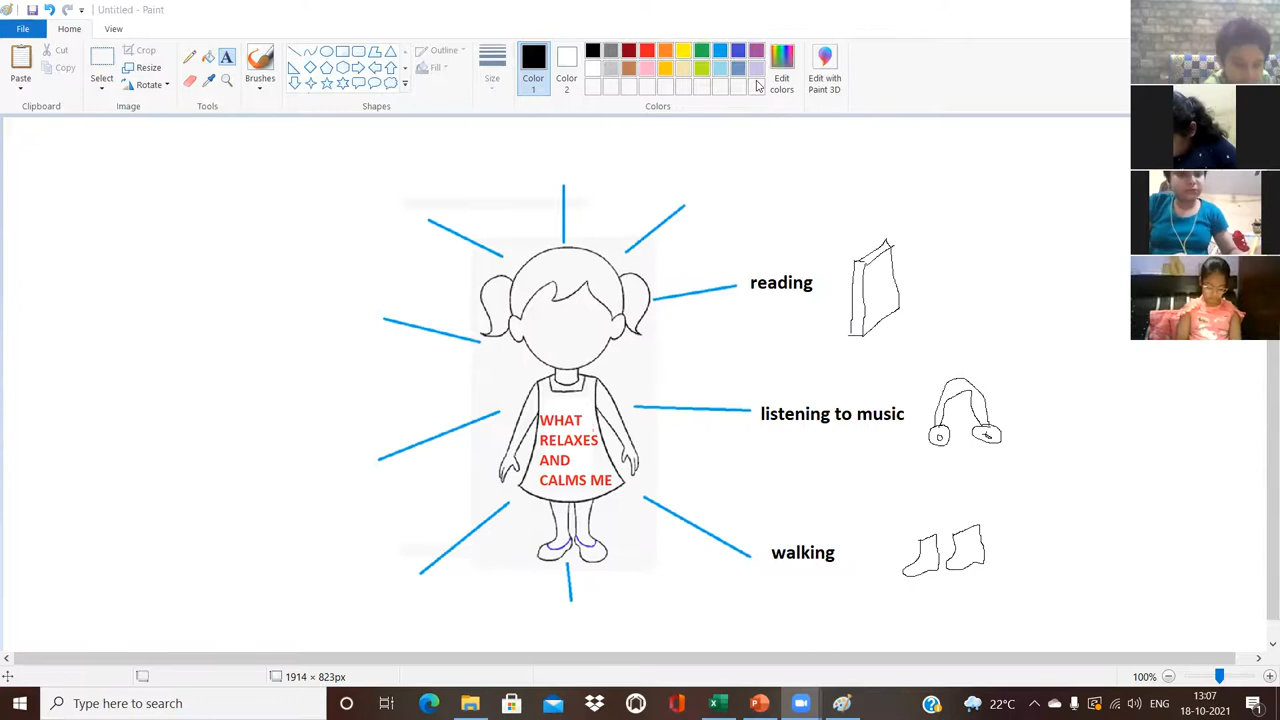 Untitled - Paint
File
Home
View
Paste
Cut
Copy
Clipboard
Select
Crop
Resize
Rotate
Image
Tools
Brushes
Shapes
Outline
Fill
Size
Color
1
Color
2
Colors
Edit
colors
Edit with
Paint 3D
reading
listening to music
walking
WHAT
RELAXES
AND
CALMS ME
1914 × 823px
100%
Type here to search
22°C
ENG
13:07
18-10-2021
1